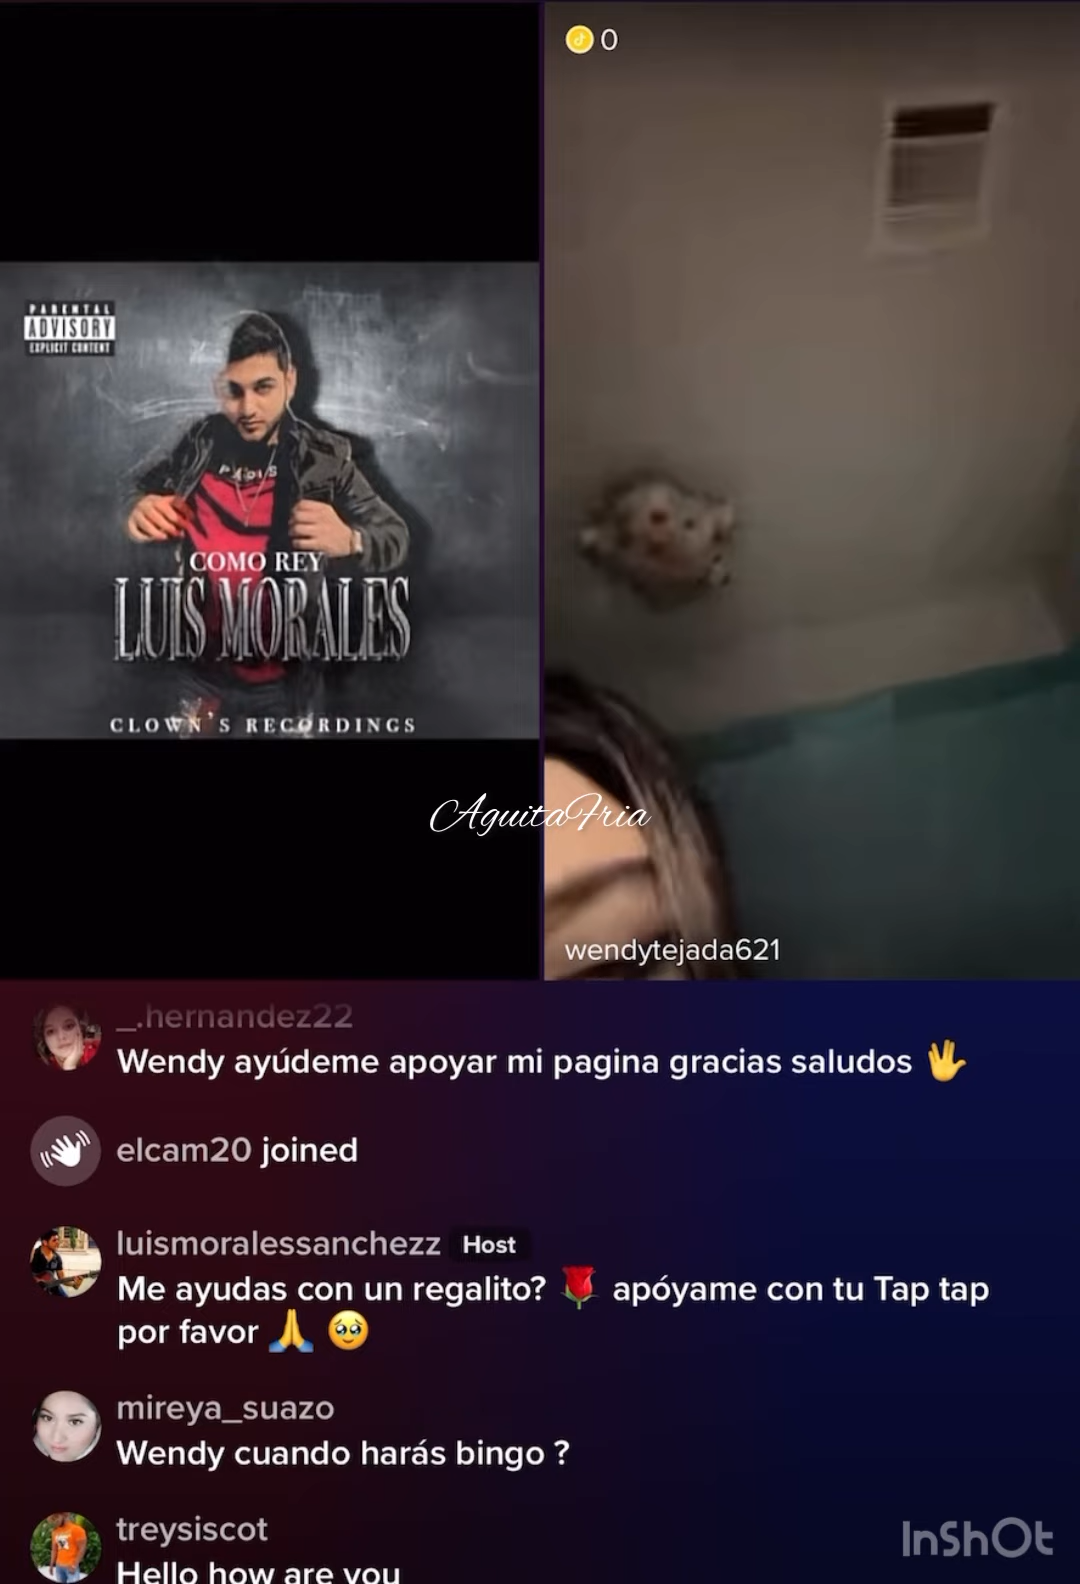 0
PARENTAL
ADVISORY
EXPLICIT CONTENT
COMO REY
LUIS MORALES
CLOWN'S RECORDINGS
AguitaFria
wendytejada621
_.hernandez22
Wendy ayúdeme apoyar mi pagina gracias saludos 🖖
elcam20 joined
luismoralessanchezz Host
Me ayudas con un regalito? 🌹 apóyame con tu Tap tap
por favor 🙏 🥹
mireya_suazo
Wendy cuando harás bingo ?
treysiscot
Hello how are you
InShOt